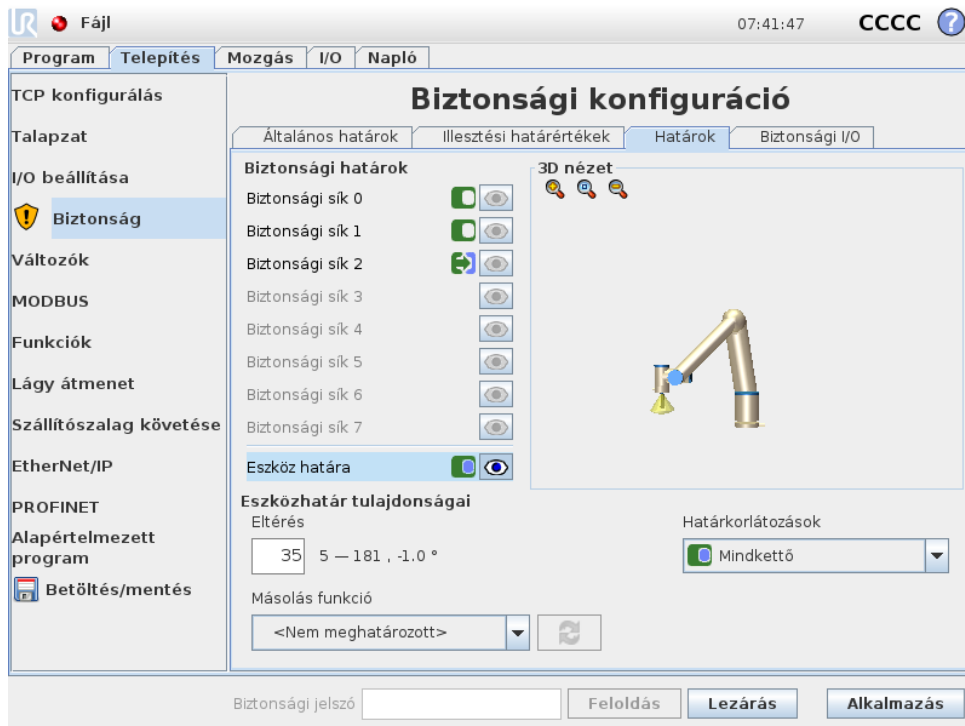 UR Fájl 07:41:47 CCCC ?
Program Telepítés Mozgás I/O Napló
TCP konfigurálás
Talapzat
I/O beállítása
Biztonság
Változók
MODBUS
Funkciók
Lágy átmenet
Szállítószalag követése
EtherNet/IP
PROFINET
Alapértelmezett
program
Betöltés/mentés
Biztonsági konfiguráció
Általános határok Illesztési határértékek Határok Biztonsági I/O
Biztonsági határok
Biztonsági sík 0
Biztonsági sík 1
Biztonsági sík 2
Biztonsági sík 3
Biztonsági sík 4
Biztonsági sík 5
Biztonsági sík 6
Biztonsági sík 7
Eszköz határa
3D nézet
Eszközhatár tulajdonságai
Eltérés
35 5 — 181 , -1.0 °
Határkorlátozások
Mindkettő
Másolás funkció
<Nem meghatározott>
Biztonsági jelszó Feloldás Lezárás Alkalmazás